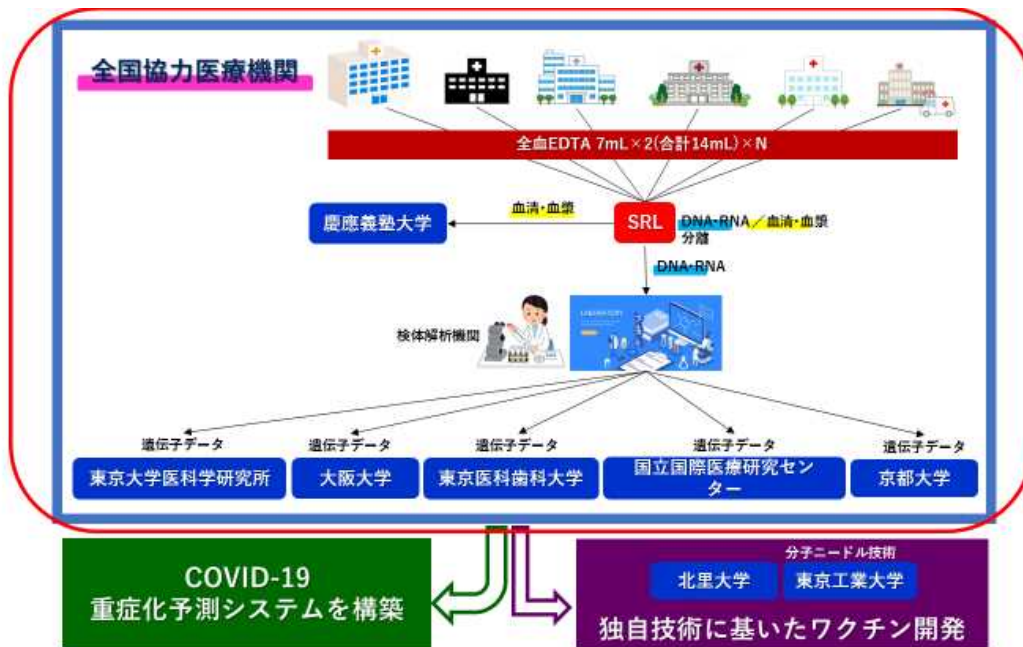 全国協力医療機関
全血EDTA 7mL×2(合計14mL)×N
慶應義塾大学
血清・血漿
SRL
DNA・RNA／血清・血漿
分離
DNA・RNA
検体解析機関
LABORATORY
遺伝子データ
遺伝子データ
遺伝子データ
遺伝子データ
遺伝子データ
東京大学医科学研究所
大阪大学
東京医科歯科大学
国立国際医療研究セン
ター
京都大学
COVID-19
重症化予測システムを構築
分子ニードル技術
北里大学
東京工業大学
独自技術に基いたワクチン開発